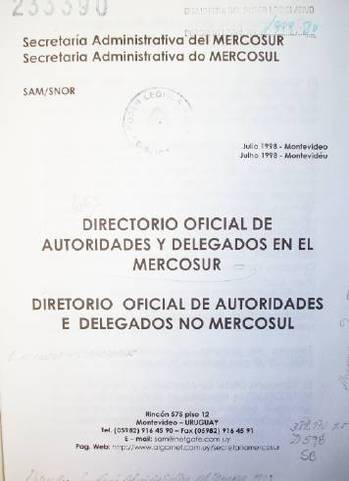 233390
Secretaría Administrativa del MERCOSUR
Secretaria Administrativa do MERCOSUL
SAM/SNOR
Julio 1998 - Montevideo
Julho 1998 - Montevidéu
DIRECTORIO OFICIAL DE
AUTORIDADES Y DELEGADOS EN EL
MERCOSUR
DIRETORIO OFICIAL DE AUTORIDADES
E DELEGADOS NO MERCOSUL
Rincón 575 piso 12
Montevideo – URUGUAY
Tel. (05982) 916 45 90 - Fax (05982) 916 45 91
E - mail: sam@netgate.com.uy
Pag. Web: http://www.algarnet.com.uy/secretariamercosur